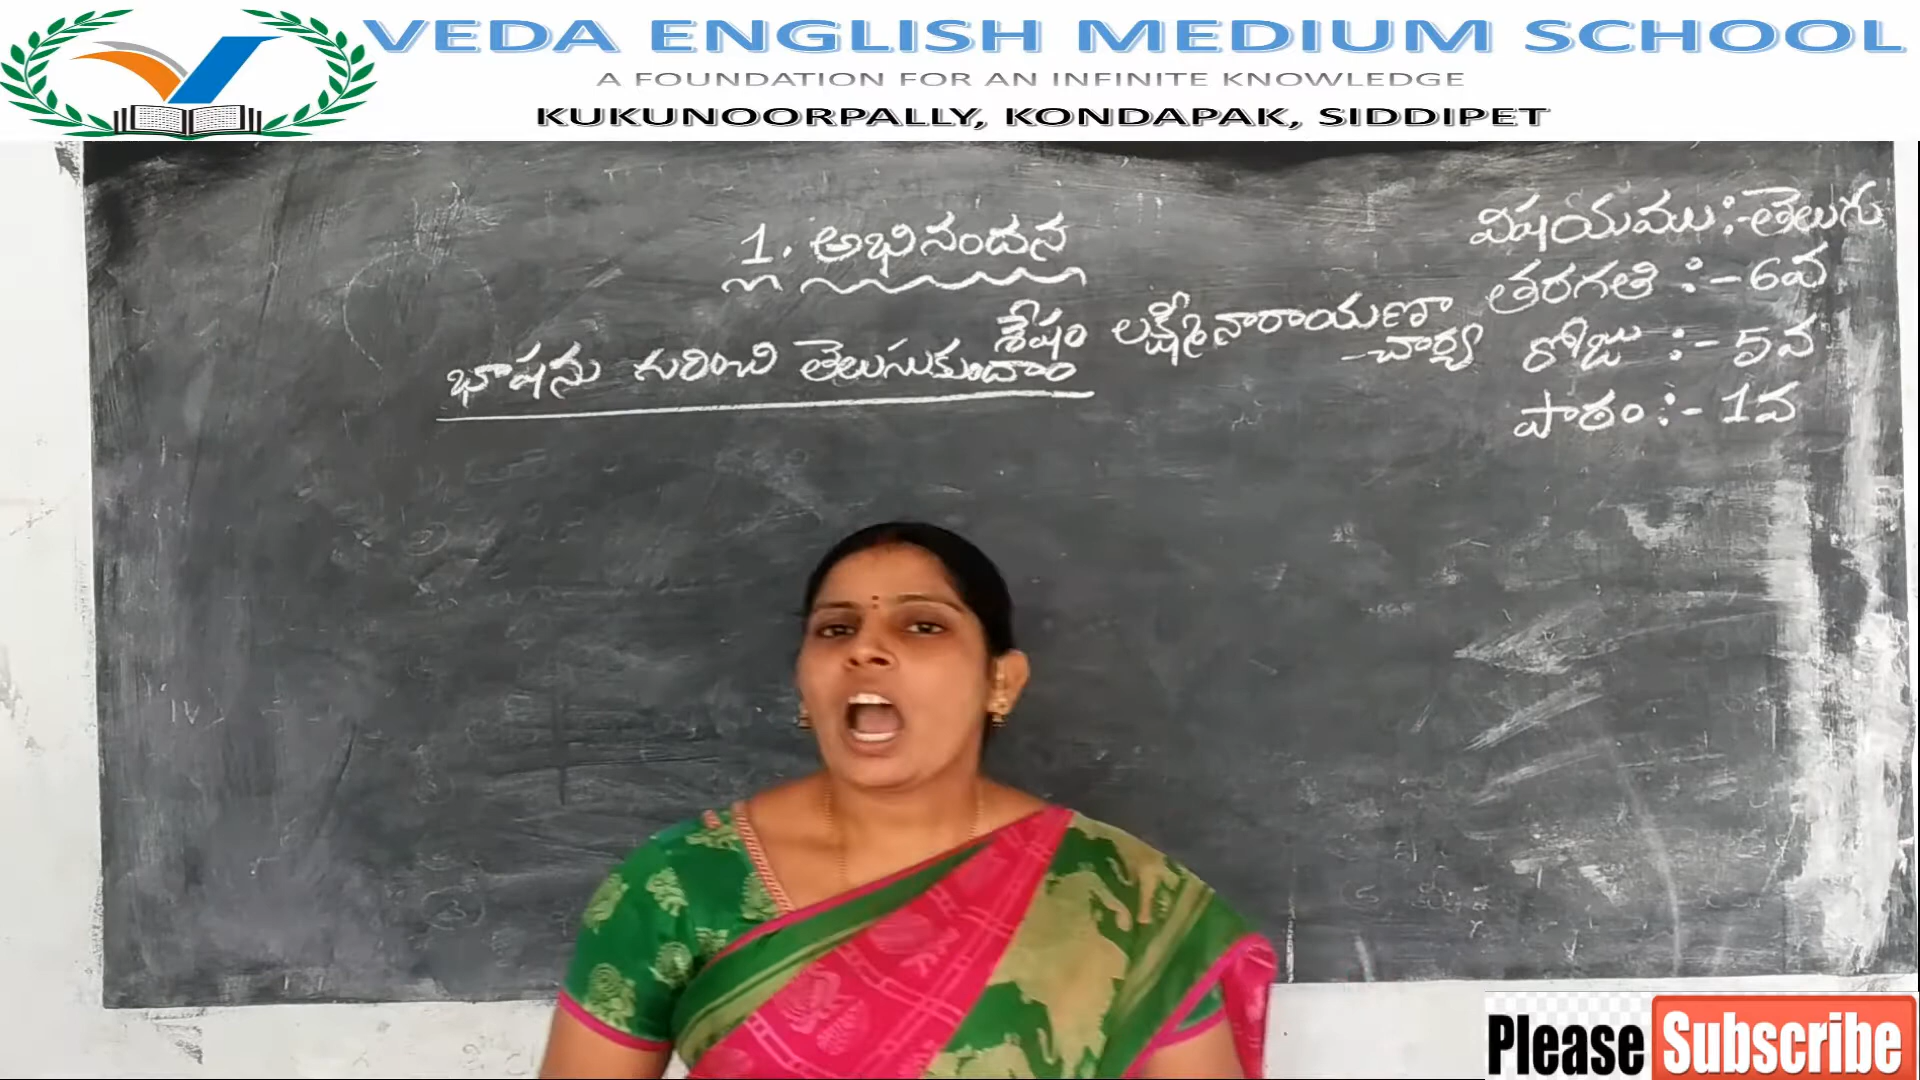 VEDA ENGLISH MEDIUM SCHOOL
A FOUNDATION FOR AN INFINITE KNOWLEDGE
KUKUNOORPALLY, KONDAPAK, SIDDIPET
1. అభినందన
విషయము:-తెలుగు
తరగతి :- 6వ
శేషం లక్ష్మీనారాయణా
-చార్య
రోజు :- 5వ
భాషను గురించి తెలుసుకుందాం
పాఠం :- 1వ
IV
Please Subscribe